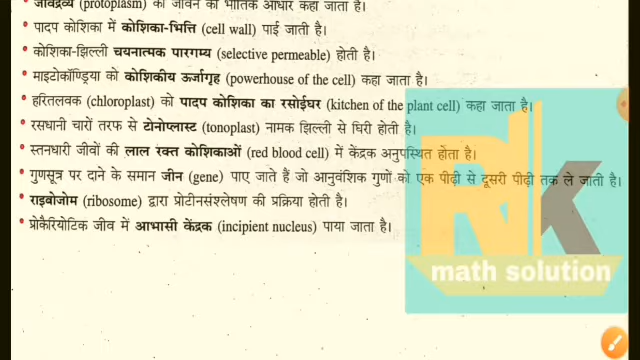 जीवद्रव्य (protoplasm) को जीवन का भौतिक आधार कहा जाता है।
• पादप कोशिका में कोशिका-भित्ति (cell wall) पाई जाती है।
• कोशिका-झिल्ली चयनात्मक पारगम्य (selective permeable) होती है।
• माइटोकॉण्ड्रिया को कोशिकीय ऊर्जागृह (powerhouse of the cell) कहा जाता है।
• हरितलवक (chloroplast) को पादप कोशिका का रसोईघर (kitchen of the plant cell) कहा जाता है।
• रसधानी चारों तरफ से टोनोप्लास्ट (tonoplast) नामक झिल्ली से घिरी होती है।
• स्तनधारी जीवों की लाल रक्त कोशिकाओं (red blood cell) में केंद्रक अनुपस्थित होता है।
• गुणसूत्र पर दाने के समान जीन (gene) पाए जाते हैं जो आनुवंशिक गुणों को एक पीढ़ी से दूसरी पीढ़ी तक ले जाती है।
• राइबोजोम (ribosome) द्वारा प्रोटीनसंश्लेषण की प्रक्रिया होती है।
• प्रोकैरियोटिक जीव में आभासी केंद्रक (incipient nucleus) पाया जाता है।
RK
math solution